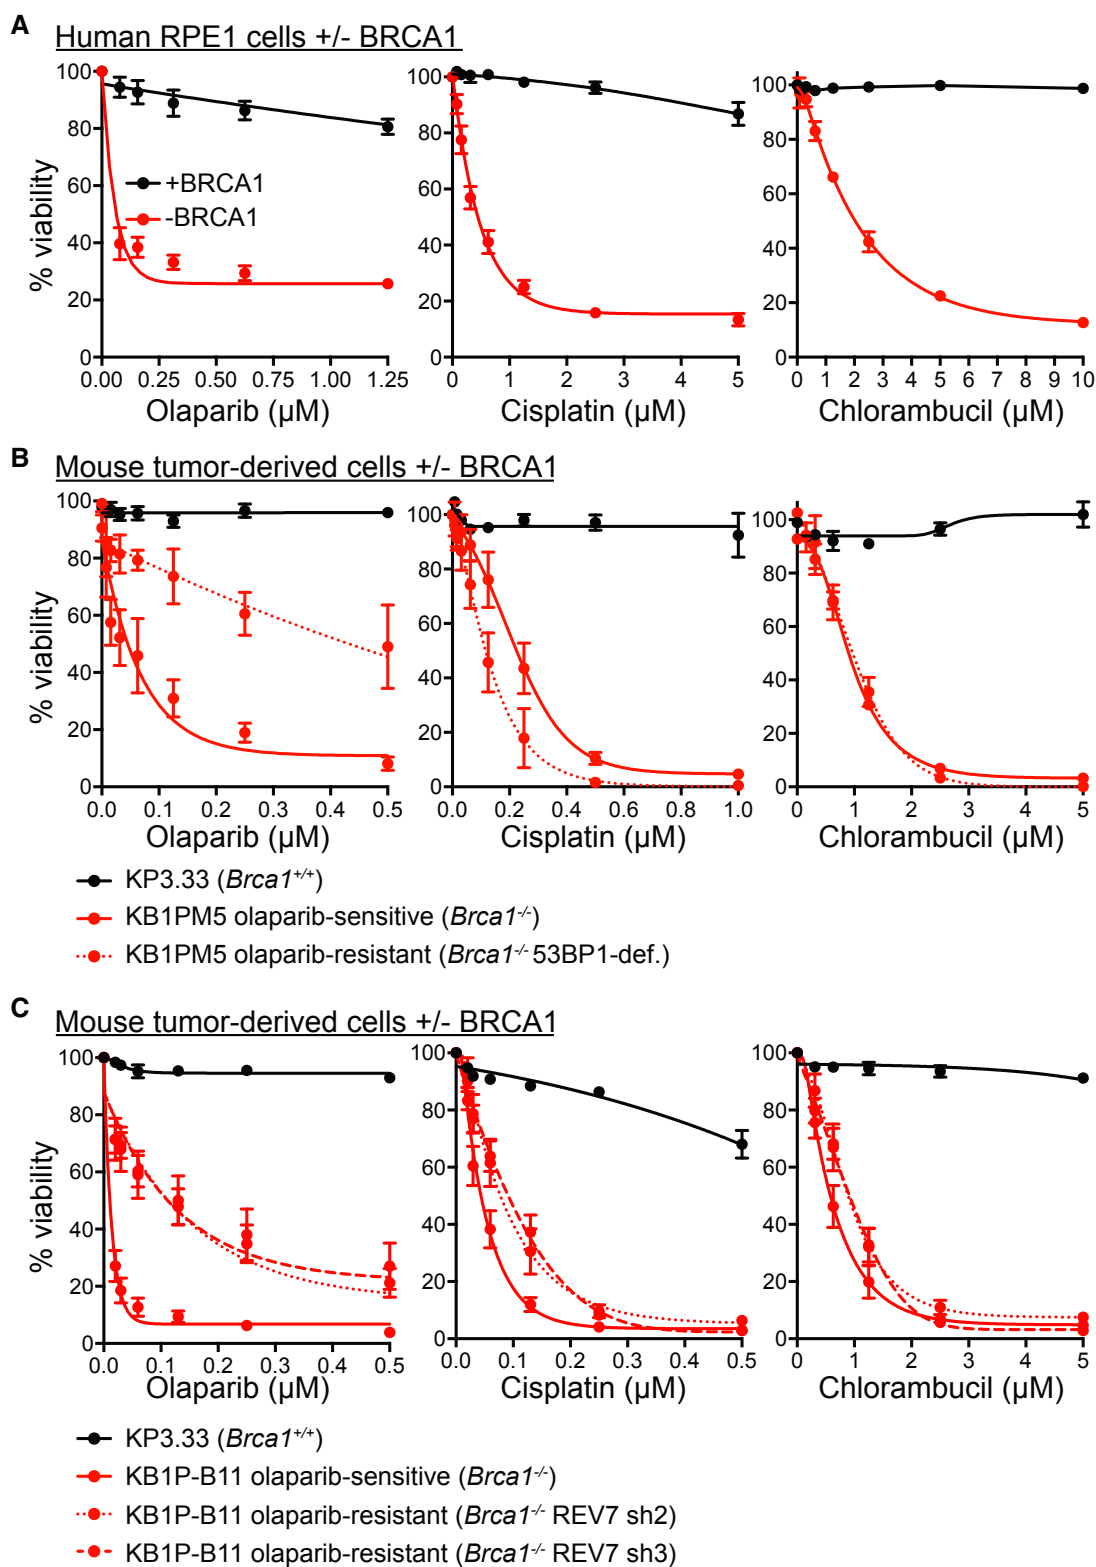 A
Human RPE1 cells +/- BRCA1
100
80
60
40
20
0
% viability
+BRCA1
-BRCA1
0.00 0.25 0.50 0.75 1.00 1.25
Olaparib (µM)
100
80
60
40
20
0
0 1 2 3 4 5
Cisplatin (µM)
100
80
60
40
20
0
0 1 2 3 4 5 6 7 8 9 10
Chlorambucil (µM)
B
Mouse tumor-derived cells +/- BRCA1
100
80
60
40
20
0
% viability
0.0 0.1 0.2 0.3 0.4 0.5
Olaparib (µM)
100
80
60
40
20
0
0.0 0.2 0.4 0.6 0.8 1.0
Cisplatin (µM)
100
80
60
40
20
0
0 1 2 3 4 5
Chlorambucil (µM)
KP3.33 (Brca1+/+)
KB1PM5 olaparib-sensitive (Brca1-/-)
KB1PM5 olaparib-resistant (Brca1-/- 53BP1-def.)
C
Mouse tumor-derived cells +/- BRCA1
100
80
60
40
20
0
% viability
0.0 0.1 0.2 0.3 0.4 0.5
Olaparib (µM)
100
80
60
40
20
0
0.0 0.1 0.2 0.3 0.4 0.5
Cisplatin (µM)
100
80
60
40
20
0
0 1 2 3 4 5
Chlorambucil (µM)
KP3.33 (Brca1+/+)
KB1P-B11 olaparib-sensitive (Brca1-/-)
KB1P-B11 olaparib-resistant (Brca1-/- REV7 sh2)
KB1P-B11 olaparib-resistant (Brca1-/- REV7 sh3)